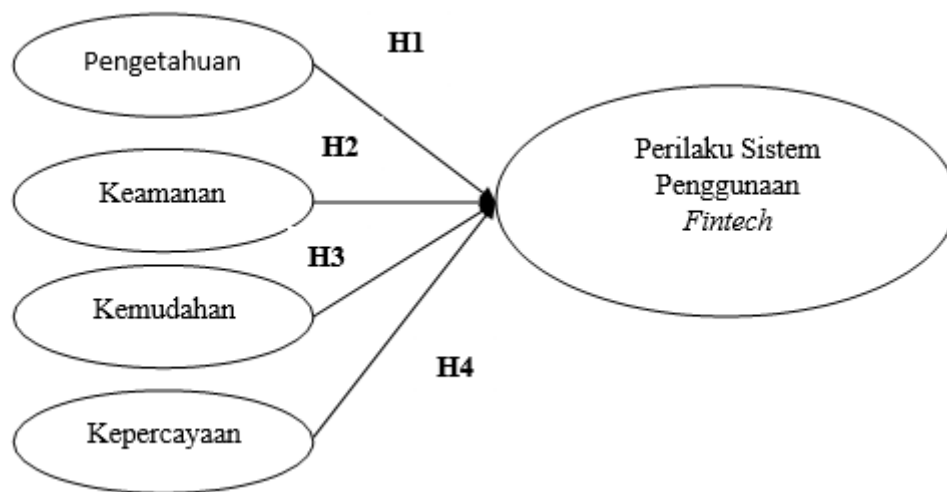 Pengetahuan
H1
H2
Keamanan
H3
Kemudahan
H4
Kepercayaan
Perilaku Sistem
Penggunaan
Fintech